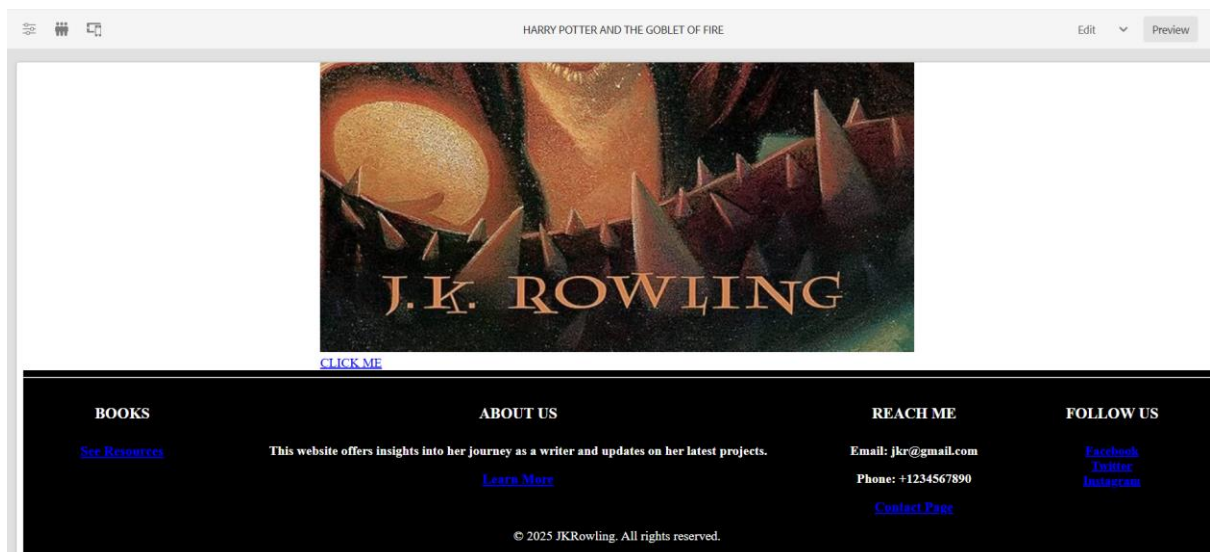 HARRY POTTER AND THE GOBLET OF FIRE
Edit
Preview
J.K. ROWLING
CLICK ME
BOOKS
See Resources
ABOUT US
This website offers insights into her journey as a writer and updates on her latest projects.
Learn More
REACH ME
Email: jkr@gmail.com
Phone: +1234567890
Contact Page
FOLLOW US
Facebook
Twitter
Instagram
© 2025 JKRowling. All rights reserved.